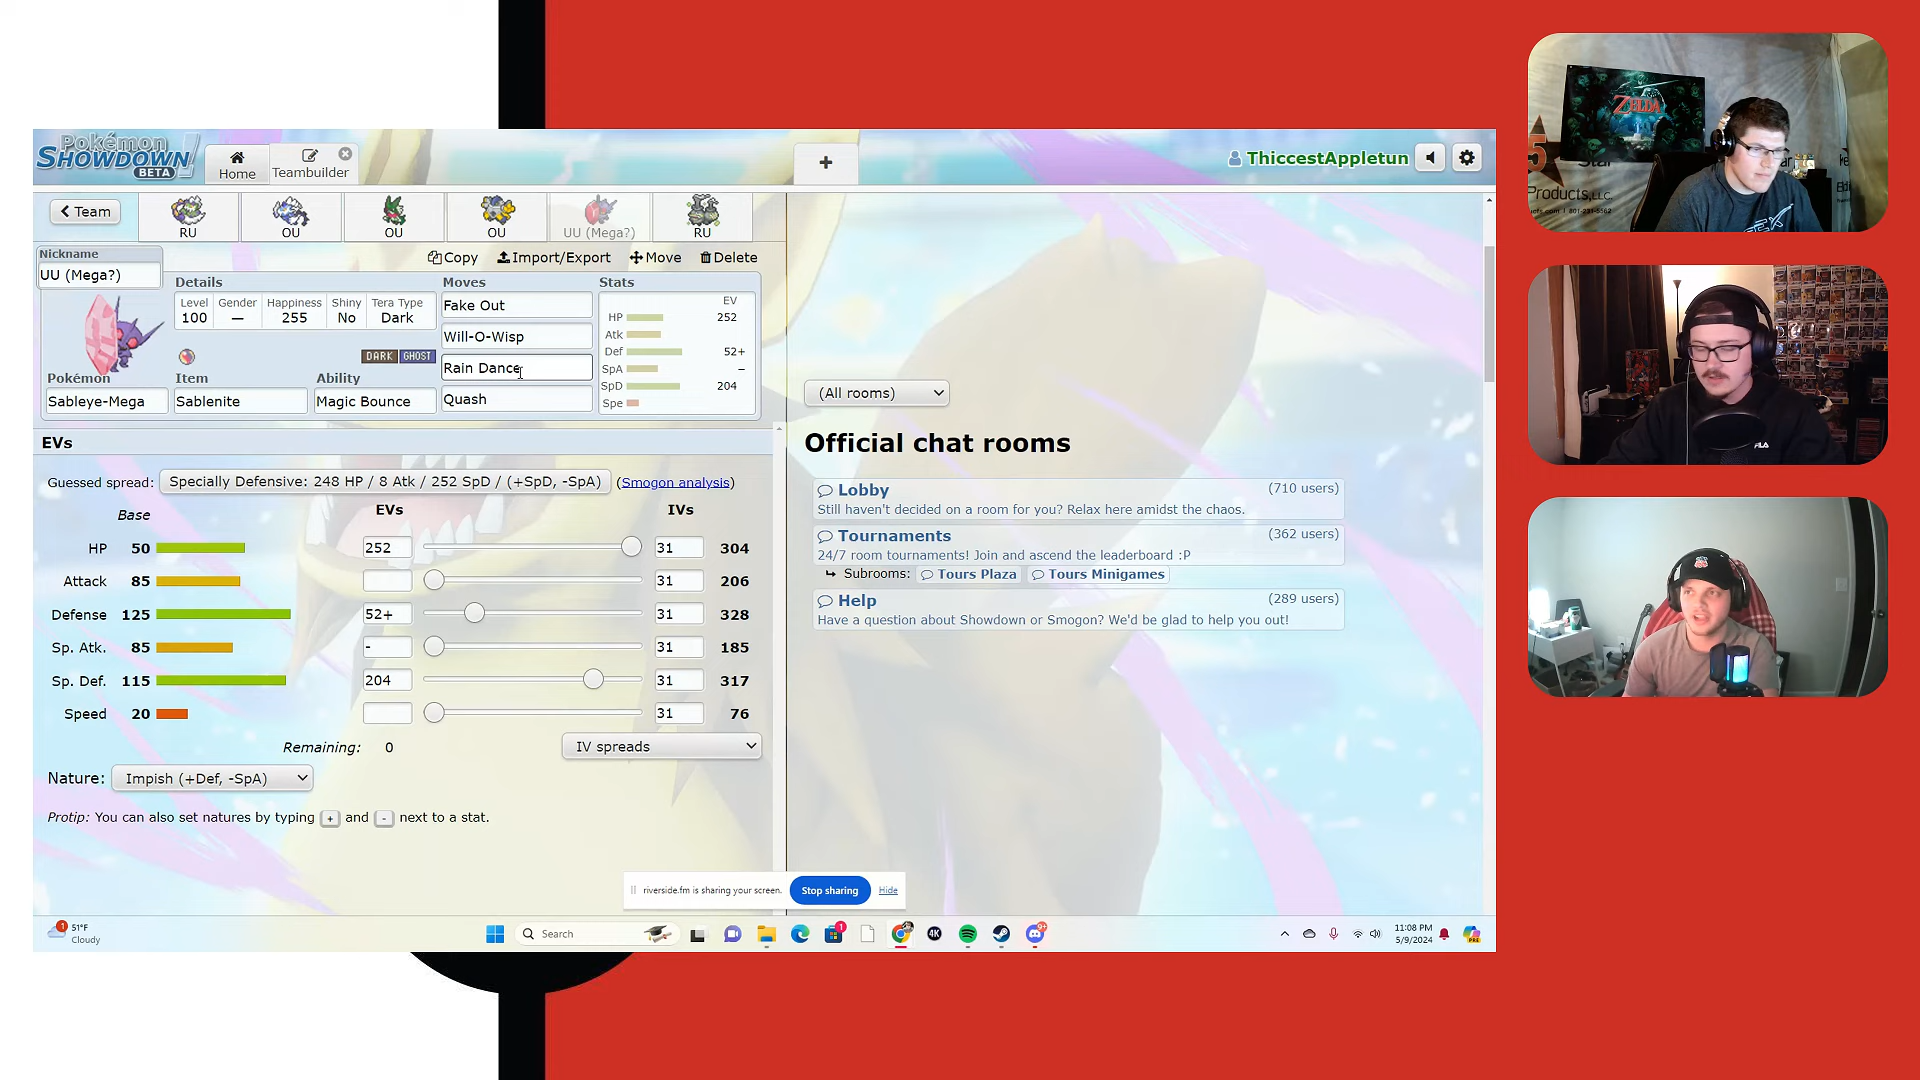 Pokémon
SHOWDOWN!
BETA
Home
Teambuilder
+
ThiccestAppletun
Team
RU
OU
OU
OU
UU (Mega?)
RU
Nickname
UU (Mega?)
Copy
Import/Export
Move
Delete
Details
Moves
Stats
Level
Gender
Happiness
Shiny
Tera Type
100
—
255
No
Dark
Fake Out
Will-O-Wisp
Rain Dance
Quash
EV
HP 252
Atk
Def 52+
SpA –
SpD 204
Spe
DARK GHOST
Pokémon
Item
Ability
Sableye-Mega
Sablenite
Magic Bounce
EVs
Guessed spread: Specially Defensive: 248 HP / 8 Atk / 252 SpD / (+SpD, -SpA) (Smogon analysis)
Base EVs IVs
HP 50 252 31 304
Attack 85 31 206
Defense 125 52+ 31 328
Sp. Atk. 85 - 31 185
Sp. Def. 115 204 31 317
Speed 20 31 76
Remaining: 0
IV spreads
Nature: Impish (+Def, -SpA)
Protip: You can also set natures by typing + and - next to a stat.
(All rooms)
Official chat rooms
Lobby (710 users)
Still haven't decided on a room for you? Relax here amidst the chaos.
Tournaments (362 users)
24/7 room tournaments! Join and ascend the leaderboard :P
Subrooms: Tours Plaza Tours Minigames
Help (289 users)
Have a question about Showdown or Smogon? We'd be glad to help you out!
riverside.fm is sharing your screen.
Stop sharing
Hide
1
51°F
Cloudy
Search
4K
11:08 PM
5/9/2024
ZELDA
5
Star
Products, LLC.
FILA